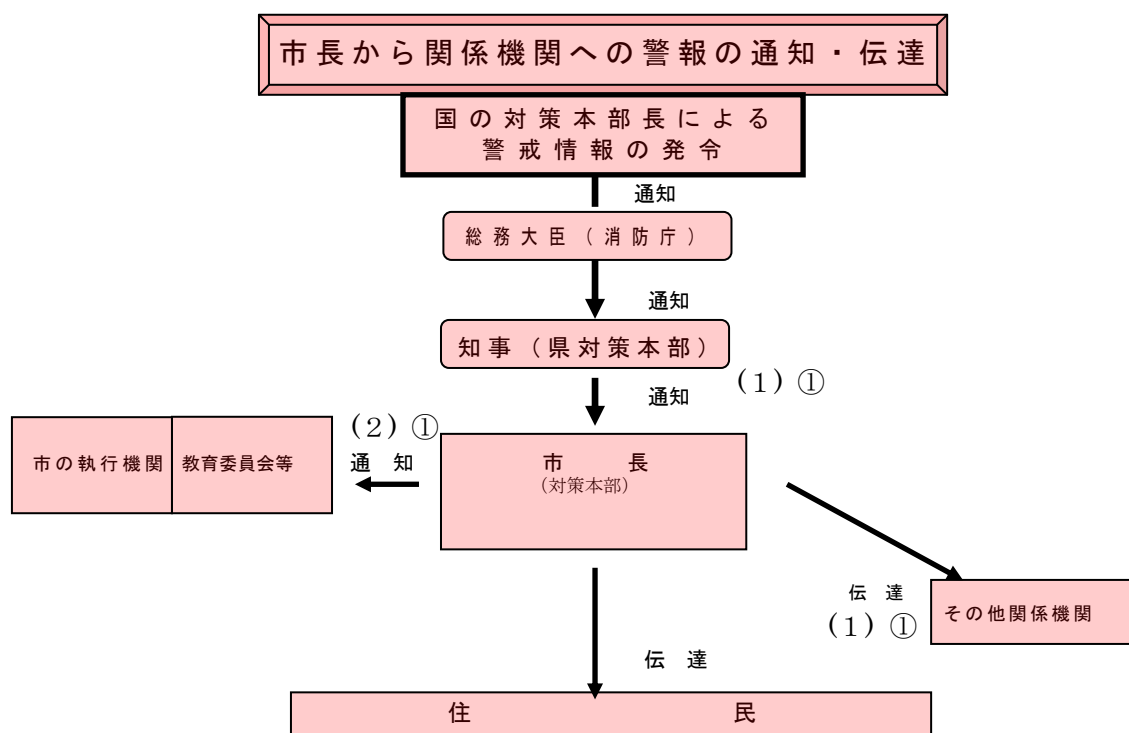 市長から関係機関への警報の通知・伝達
国の対策本部長による
警戒情報の発令
通知
総務大臣（消防庁）
通知
知事（県対策本部）
(1) ①
通知
(2) ①
通 知
市の執行機関 教育委員会等
市 長
(対策本部)
伝 達
(1) ①
その他関係機関
伝 達
住 民